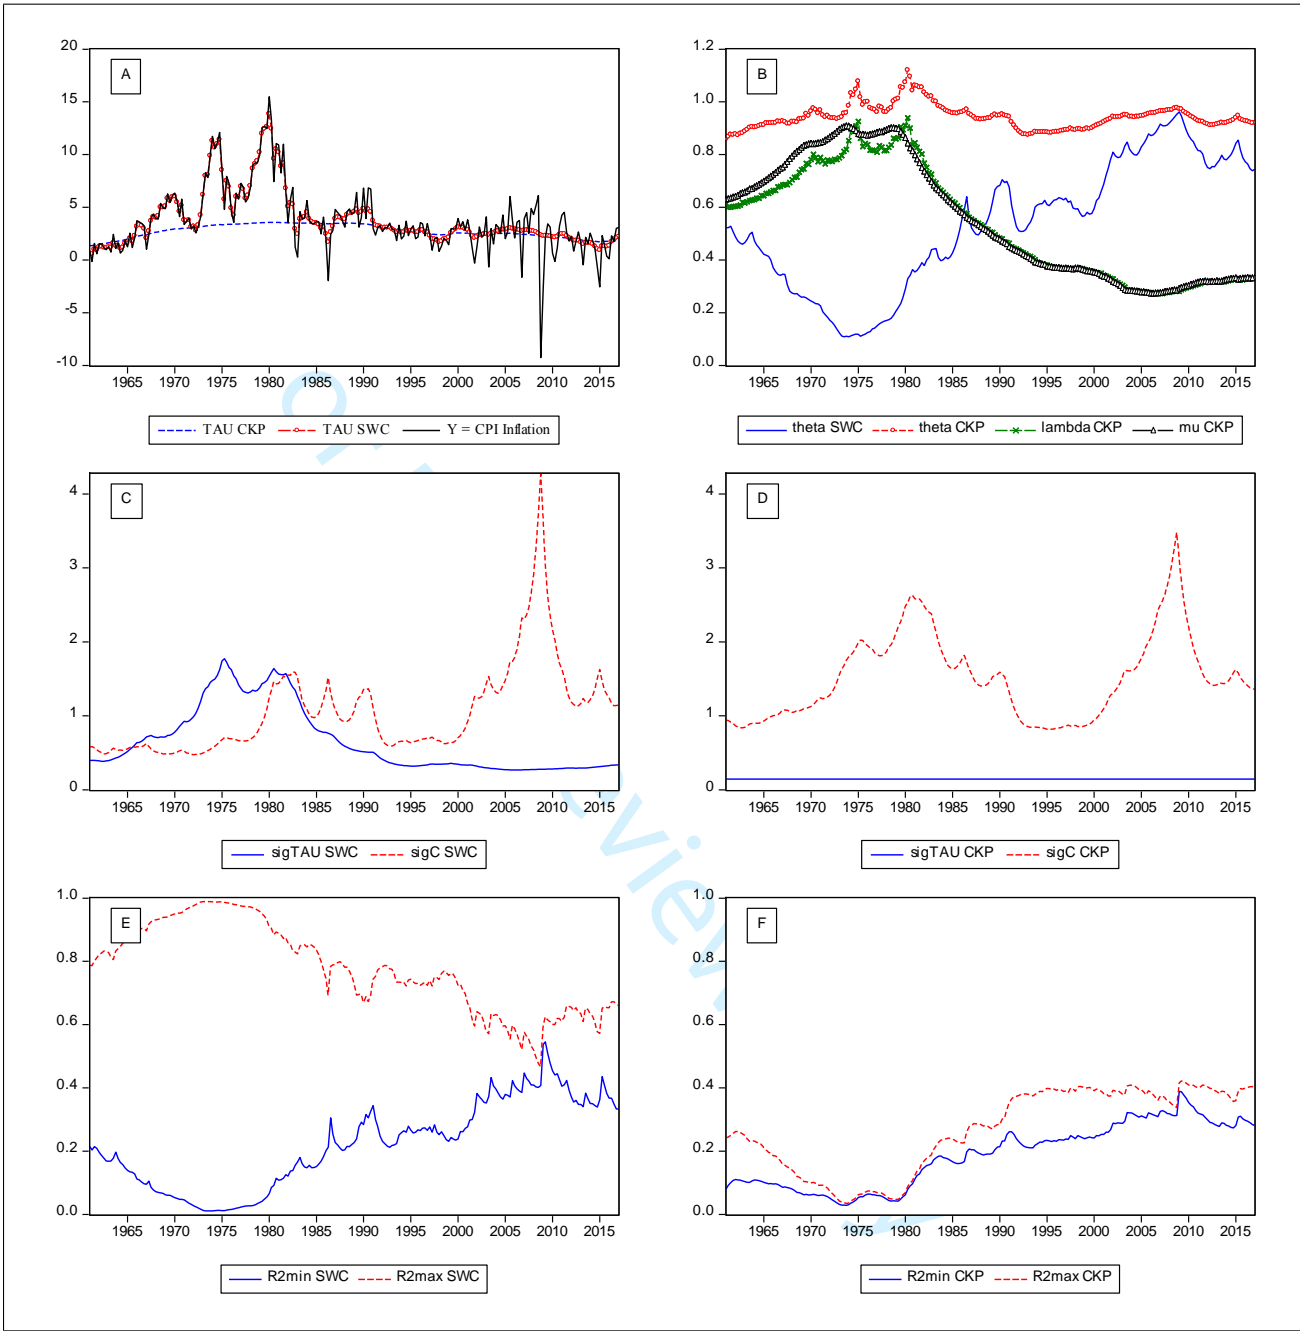 A
20
15
10
5
0
-5
-10
1965 1970 1975 1980 1985 1990 1995 2000 2005 2010 2015
TAU CKP TAU SWC Y = CPI Inflation
B
1.2
1.0
0.8
0.6
0.4
0.2
0.0
1965 1970 1975 1980 1985 1990 1995 2000 2005 2010 2015
theta SWC theta CKP lambda CKP mu CKP
C
4
3
2
1
0
1965 1970 1975 1980 1985 1990 1995 2000 2005 2010 2015
sigTAU SWC sigC SWC
D
4
3
2
1
0
1965 1970 1975 1980 1985 1990 1995 2000 2005 2010 2015
sigTAU CKP sigC CKP
E
1.0
0.8
0.6
0.4
0.2
0.0
1965 1970 1975 1980 1985 1990 1995 2000 2005 2010 2015
R2min SWC R2max SWC
F
1.0
0.8
0.6
0.4
0.2
0.0
1965 1970 1975 1980 1985 1990 1995 2000 2005 2010 2015
R2min CKP R2max CKP